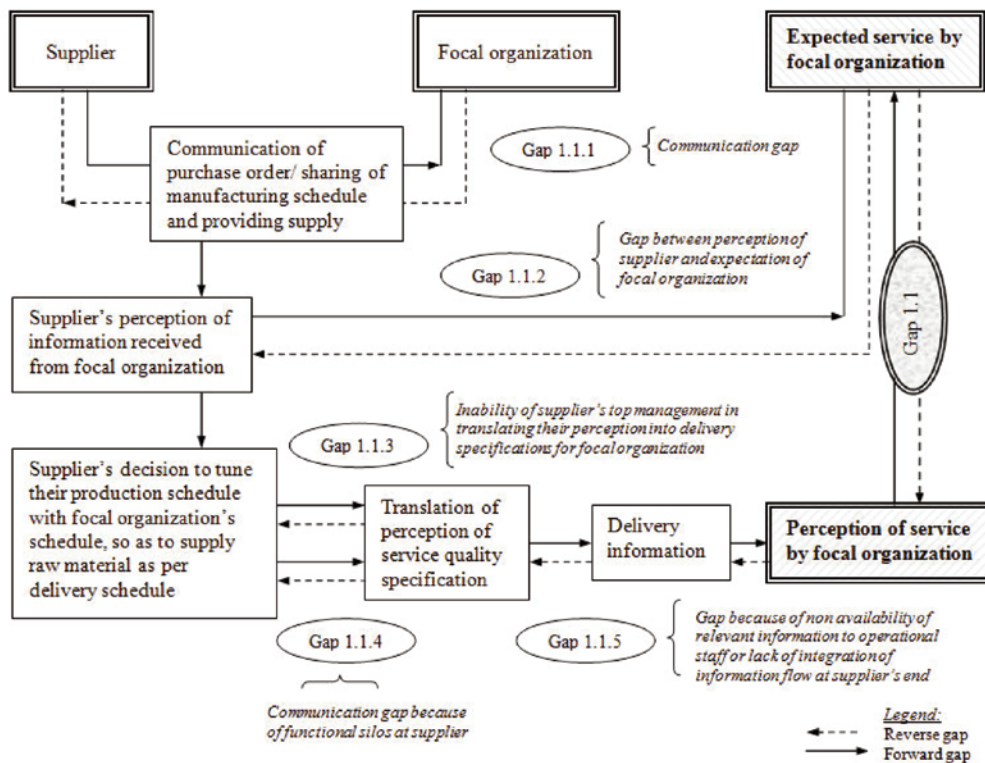 Supplier
Focal organization
Expected service by
focal organization
Communication of
purchase order/ sharing of
manufacturing schedule
and providing supply
Gap 1.1.1
Communication gap
Gap 1.1.2
Gap between perception of
supplier and expectation of
focal organization
Gap 1.1
Supplier's perception of
information received
from focal organization
Gap 1.1.3
Inability of supplier's top management in
translating their perception into delivery
specifications for focal organization
Supplier's decision to tune
their production schedule
with focal organization's
schedule, so as to supply
raw material as per
delivery schedule
Translation of
perception of
service quality
specification
Delivery
information
Perception of service
by focal organization
Gap 1.1.4
Communication gap because
of functional silos at supplier
Gap 1.1.5
Gap because of non availability of
relevant information to operational
staff or lack of integration of
information flow at supplier's end
Legend:
Reverse gap
Forward gap